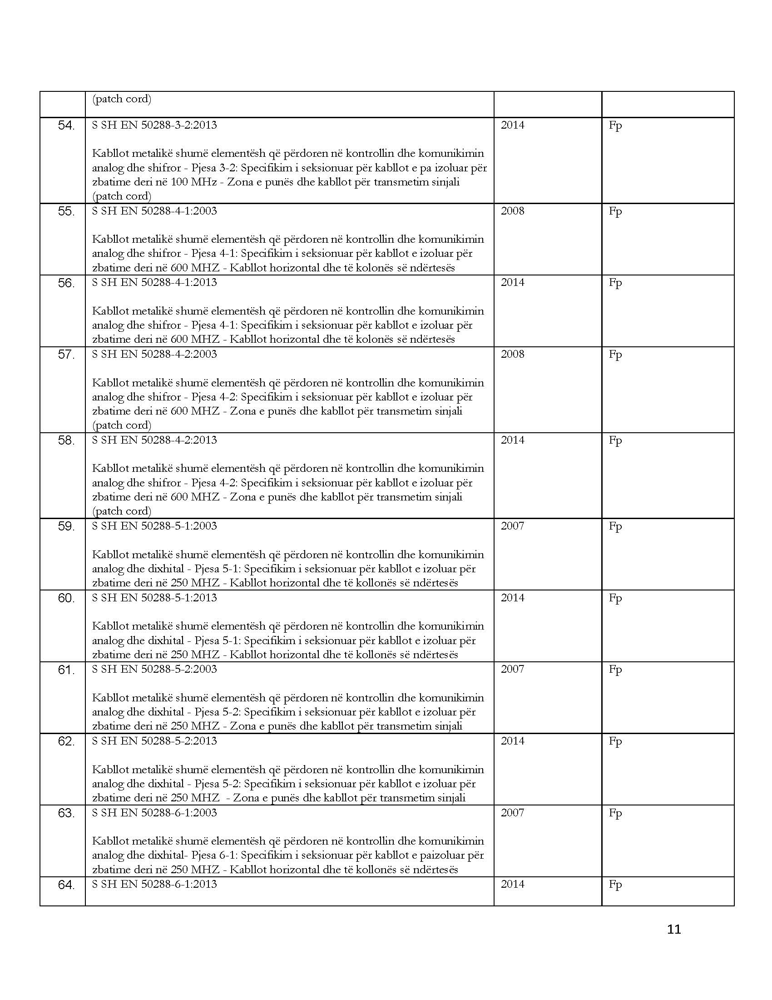 (patch cord)
54. S SH EN 50288-3-2:2013 2014 Fp
Kabllot metalikë shumë elementësh që përdoren në kontrollin dhe komunikimin
analog dhe shifror - Pjesa 3-2: Specifikim i seksionuar për kabllot e pa izoluar për
zbatime deri në 100 MHz - Zona e punës dhe kabllot për transmetim sinjali
(patch cord)
55. S SH EN 50288-4-1:2003 2008 Fp
Kabllot metalikë shumë elementësh që përdoren në kontrollin dhe komunikimin
analog dhe shifror - Pjesa 4-1: Specifikim i seksionuar për kabllot e izoluar për
zbatime deri në 600 MHZ - Kabllot horizontal dhe të kolonës së ndërtesës
56. S SH EN 50288-4-1:2013 2014 Fp
Kabllot metalikë shumë elementësh që përdoren në kontrollin dhe komunikimin
analog dhe shifror - Pjesa 4-1: Specifikim i seksionuar për kabllot e izoluar për
zbatime deri në 600 MHZ - Kabllot horizontal dhe të kolonës së ndërtesës
57. S SH EN 50288-4-2:2003 2008 Fp
Kabllot metalikë shumë elementësh që përdoren në kontrollin dhe komunikimin
analog dhe shifror - Pjesa 4-2: Specifikim i seksionuar për kabllot e izoluar për
zbatime deri në 600 MHZ - Zona e punës dhe kabllot për transmetim sinjali
(patch cord)
58. S SH EN 50288-4-2:2013 2014 Fp
Kabllot metalikë shumë elementësh që përdoren në kontrollin dhe komunikimin
analog dhe shifror - Pjesa 4-2: Specifikim i seksionuar për kabllot e izoluar për
zbatime deri në 600 MHZ - Zona e punës dhe kabllot për transmetim sinjali
(patch cord)
59. S SH EN 50288-5-1:2003 2007 Fp
Kabllot metalikë shumë elementësh që përdoren në kontrollin dhe komunikimin
analog dhe dixhital - Pjesa 5-1: Specifikim i seksionuar për kabllot e izoluar për
zbatime deri në 250 MHZ - Kabllot horizontal dhe të kollonës së ndërtesës
60. S SH EN 50288-5-1:2013 2014 Fp
Kabllot metalikë shumë elementësh që përdoren në kontrollin dhe komunikimin
analog dhe dixhital - Pjesa 5-1: Specifikim i seksionuar për kabllot e izoluar për
zbatime deri në 250 MHZ - Kabllot horizontal dhe të kollonës së ndërtesës
61. S SH EN 50288-5-2:2003 2007 Fp
Kabllot metalikë shumë elementësh që përdoren në kontrollin dhe komunikimin
analog dhe dixhital - Pjesa 5-2: Specifikim i seksionuar për kabllot e izoluar për
zbatime deri në 250 MHZ - Zona e punës dhe kabllot për transmetim sinjali
62. S SH EN 50288-5-2:2013 2014 Fp
Kabllot metalikë shumë elementësh që përdoren në kontrollin dhe komunikimin
analog dhe dixhital - Pjesa 5-2: Specifikim i seksionuar për kabllot e izoluar për
zbatime deri në 250 MHZ  - Zona e punës dhe kabllot për transmetim sinjali
63. S SH EN 50288-6-1:2003 2007 Fp
Kabllot metalikë shumë elementësh që përdoren në kontrollin dhe komunikimin
analog dhe dixhital- Pjesa 6-1: Specifikim i seksionuar për kabllot e paizoluar për
zbatime deri në 250 MHZ - Kabllot horizontal dhe të kollonës së ndërtesës
64. S SH EN 50288-6-1:2013 2014 Fp
11